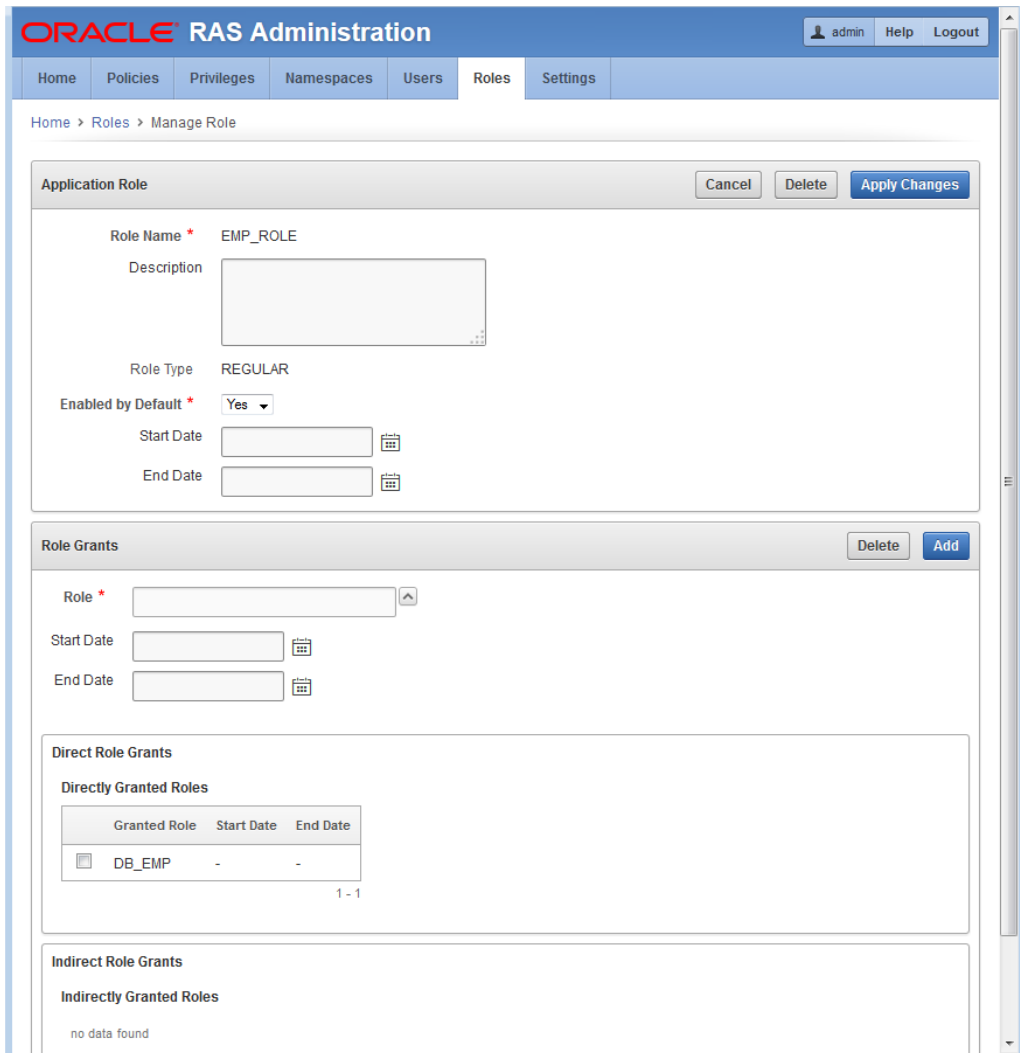 ORACLE® RAS Administration
admin Help Logout
Home Policies Privileges Namespaces Users Roles Settings
Home > Roles > Manage Role
Application Role Cancel Delete Apply Changes
Role Name * EMP_ROLE
Description
Role Type REGULAR
Enabled by Default * Yes
Start Date
End Date
Role Grants Delete Add
Role *
Start Date
End Date
Direct Role Grants
Directly Granted Roles
Granted Role Start Date End Date
DB_EMP - -
1 - 1
Indirect Role Grants
Indirectly Granted Roles
no data found